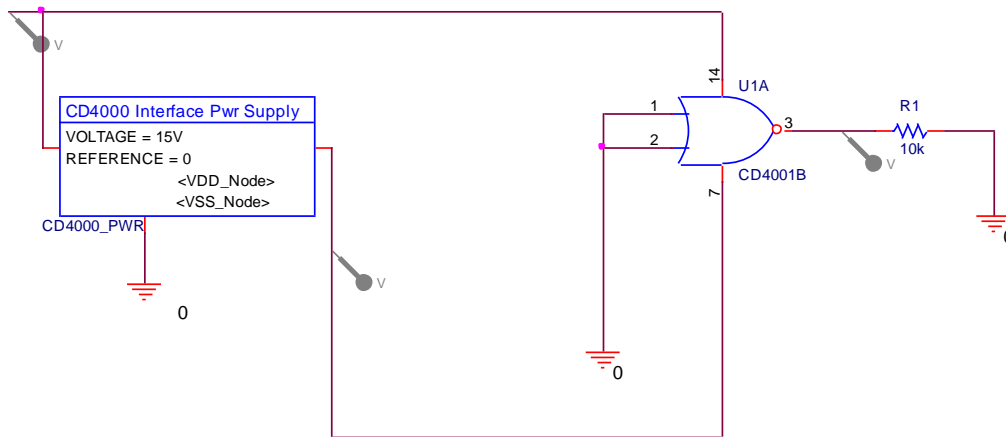 V
CD4000 Interface Pwr Supply
VOLTAGE = 15V
REFERENCE = 0
<VDD_Node>
<VSS_Node>
CD4000_PWR
0
V
14
U1A
1
2
3
CD4001B
7
0
R1
10k
V
0